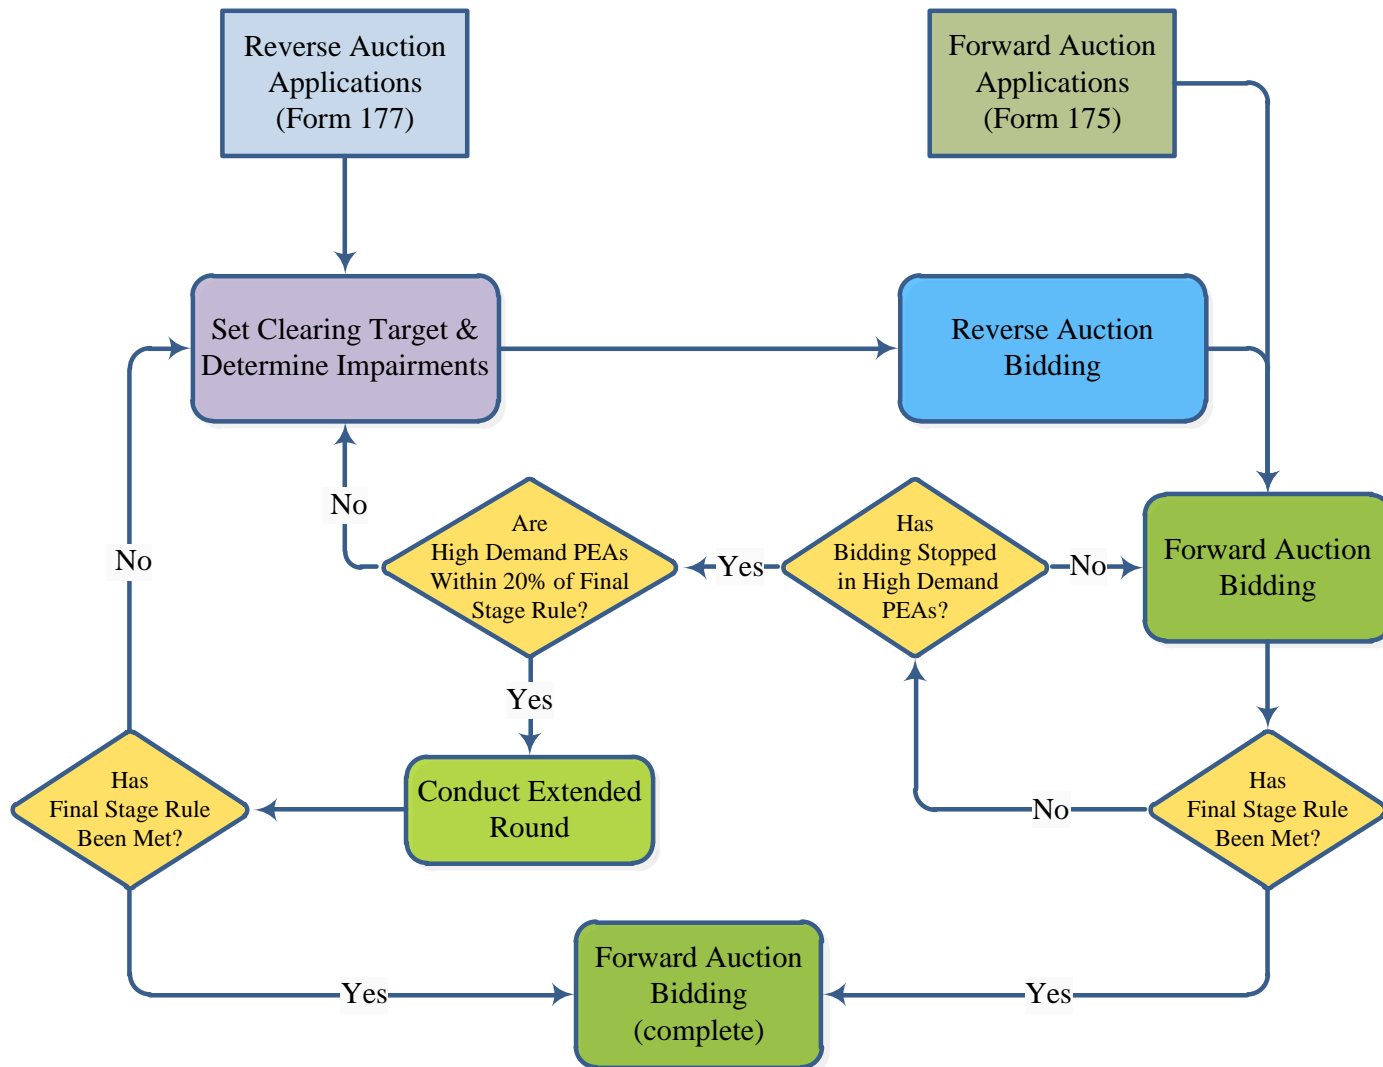 Reverse Auction
Applications
(Form 177)
Forward Auction
Applications
(Form 175)
Set Clearing Target &
Determine Impairments
Reverse Auction
Bidding
No
No
Are
High Demand PEAs
Within 20% of Final
Stage Rule?
Yes
Has
Bidding Stopped
in High Demand
PEAs?
No
Forward Auction
Bidding
Yes
Has
Final Stage Rule
Been Met?
Conduct Extended
Round
No
Has
Final Stage Rule
Been Met?
Yes
Forward Auction
Bidding
(complete)
Yes